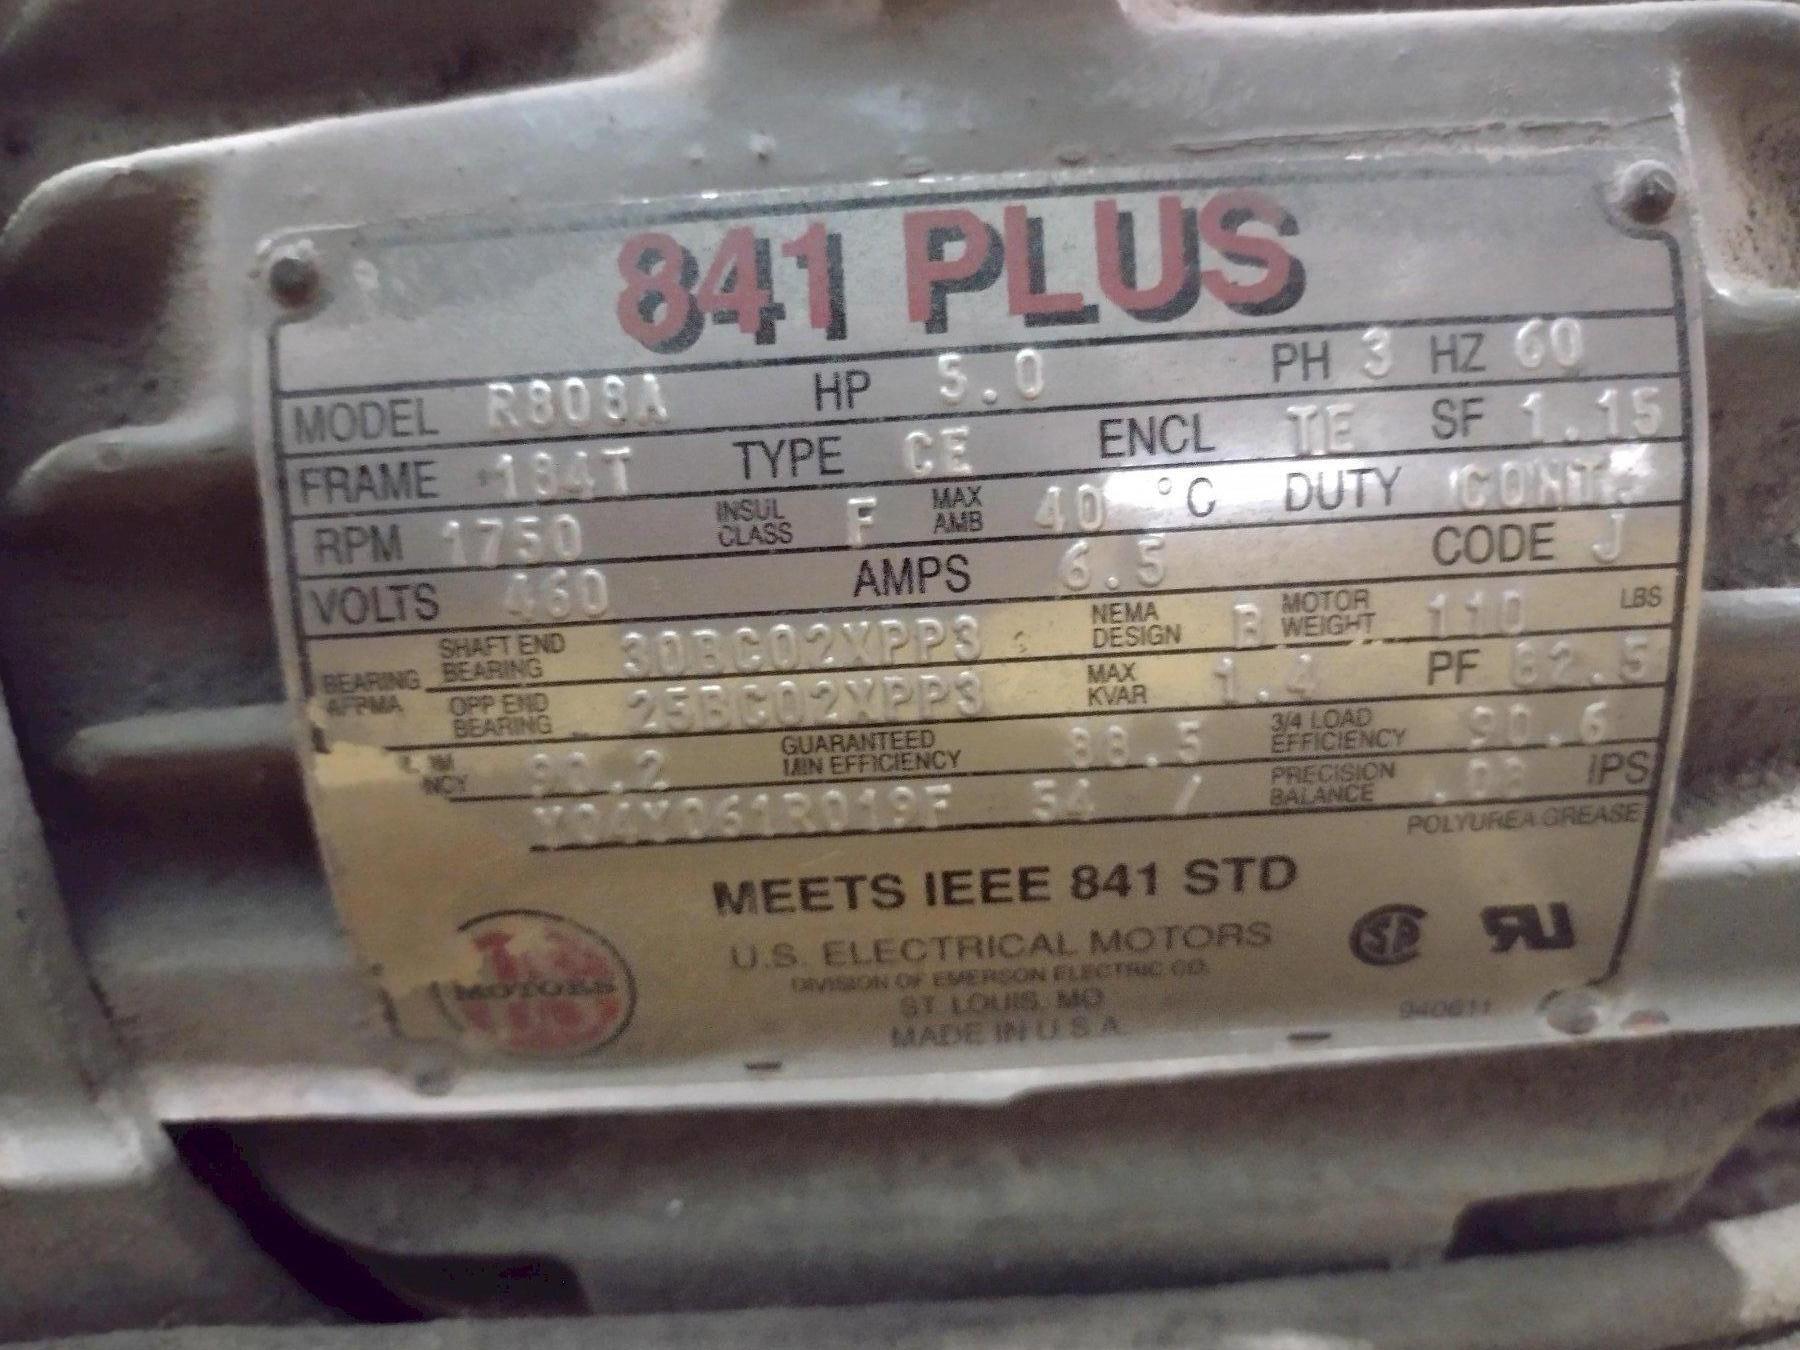 841 PLUS
MODEL R808A HP 5.0 PH 3 HZ 60
FRAME 184T TYPE CE ENCL TE SF 1.15
RPM 1750 INSUL CLASS F MAX AMB 40 °C DUTY CONT
VOLTS 460 AMPS 6.5 CODE J
BEARING AFBMA SHAFT END BEARING 30BC02XPP3 NEMA DESIGN B MOTOR WEIGHT 110 LBS
OPP END BEARING 25BC02XPP3 MAX KVAR 1.4 PF 82.5
90.2 GUARANTEED MIN EFFICIENCY 88.5 3/4 LOAD EFFICIENCY 90.6
Y04Y061R019F 54 / PRECISION BALANCE .08 IPS
POLYUREA GREASE
MEETS IEEE 841 STD
U.S. ELECTRICAL MOTORS
DIVISION OF EMERSON ELECTRIC CO.
ST. LOUIS, MO
MADE IN U.S.A.
MOTORS
940611